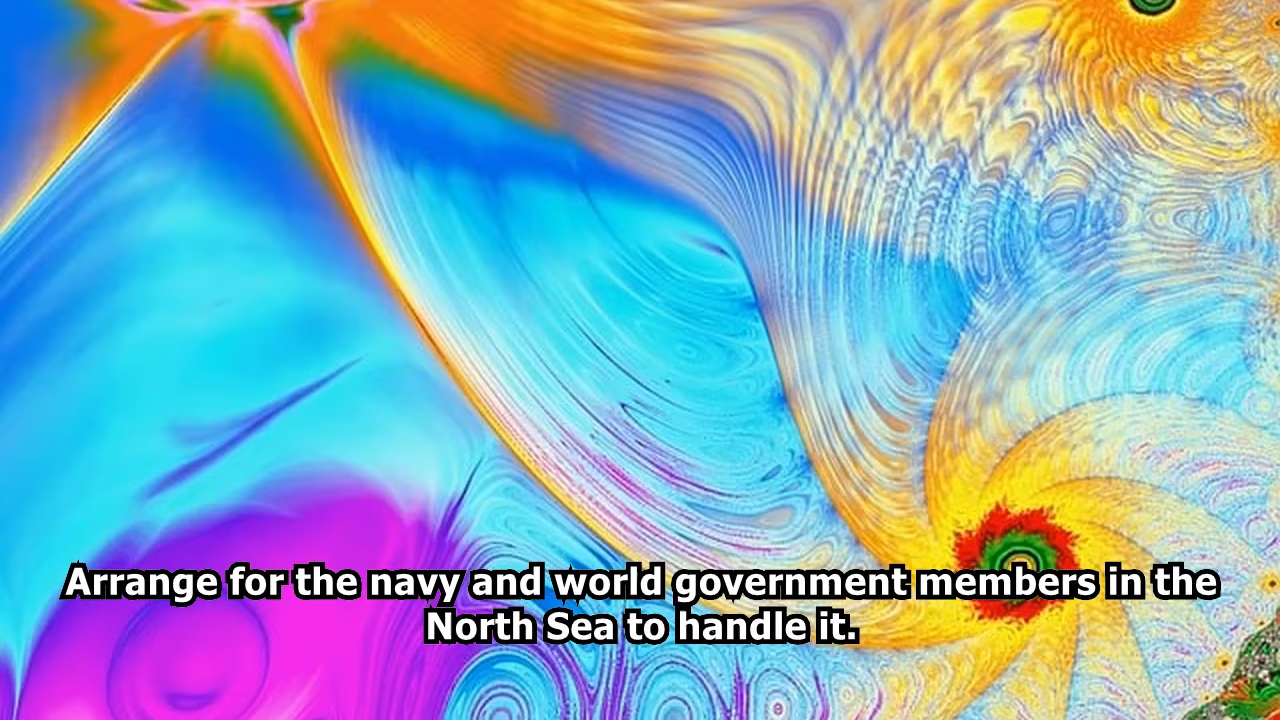 Arrange for the navy and world government members in the
North Sea to handle it.